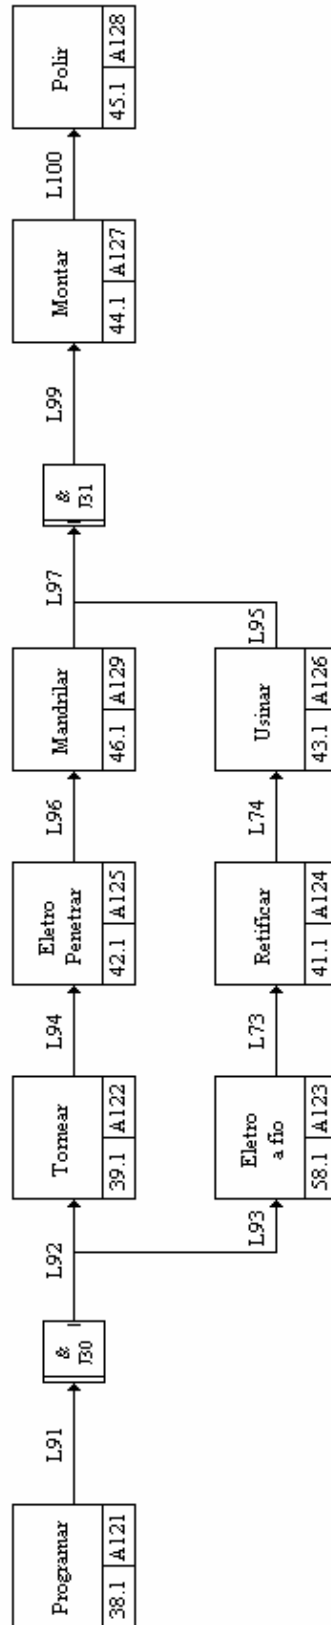 Programar
38.1 A121
L91
&
J30
L92
L93
Tornear
39.1 A122
L94
Eletro
Penetrar
42.1 A125
L96
Mandrilar
46.1 A129
L97
Eletro
a fio
58.1 A123
L73
Retificar
41.1 A124
L74
Usinar
43.1 A126
L95
&
J31
L99
Montar
44.1 A127
L100
Polir
45.1 A128